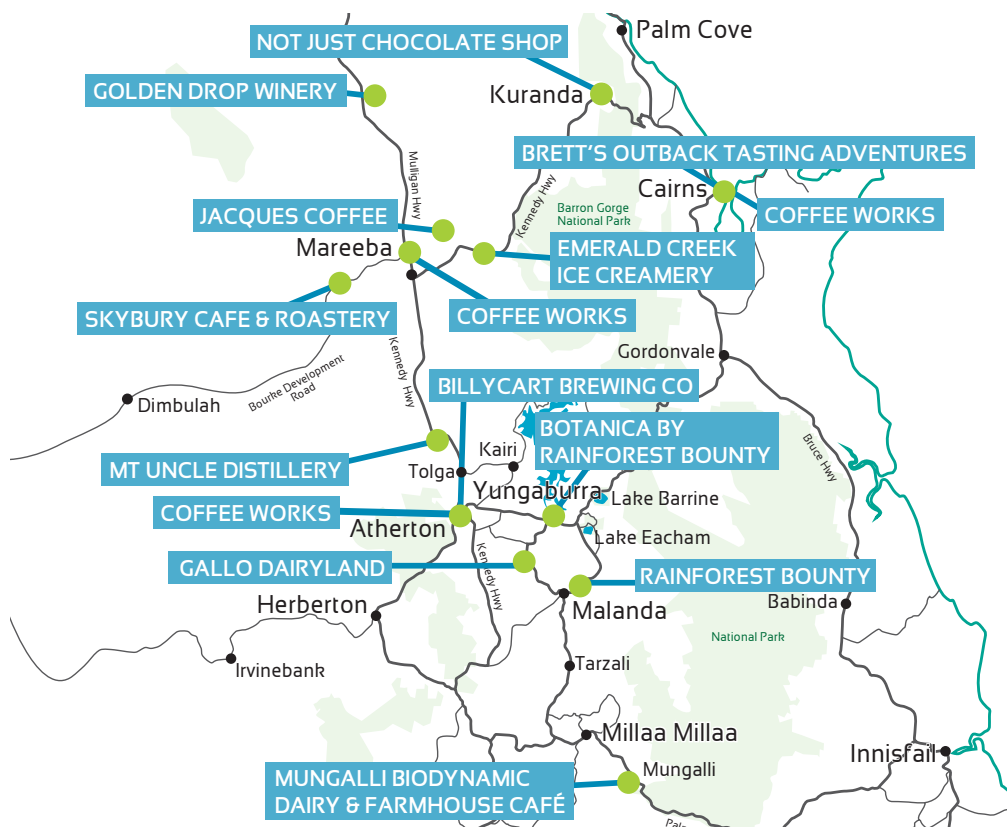 Palm Cove
NOT JUST CHOCOLATE SHOP
GOLDEN DROP WINERY
Kuranda
BRETT'S OUTBACK TASTING ADVENTURES
Mulligan Hwy
Kennedy Hwy
Cairns
JACQUES COFFEE
Barron Gorge
National Park
COFFEE WORKS
Mareeba
EMERALD CREEK
ICE CREAMERY
SKYBURY CAFE & ROASTERY
COFFEE WORKS
Kennedy Hwy
Gordonvale
Bourke Development
Road
Dimbulah
BILLYCART BREWING CO
BOTANICA BY
RAINFOREST BOUNTY
Bruce Hwy
MT UNCLE DISTILLERY
Kairi
Tolga
Yungaburra
Lake Barrine
COFFEE WORKS
Atherton
Lake Eacham
Kennedy Hwy
GALLO DAIRYLAND
RAINFOREST BOUNTY
Herberton
Malanda
Babinda
National Park
Irvinebank
Tarzali
Millaa Millaa
Innisfail
Mungalli
MUNGALLI BIODYNAMIC
DAIRY & FARMHOUSE CAFÉ